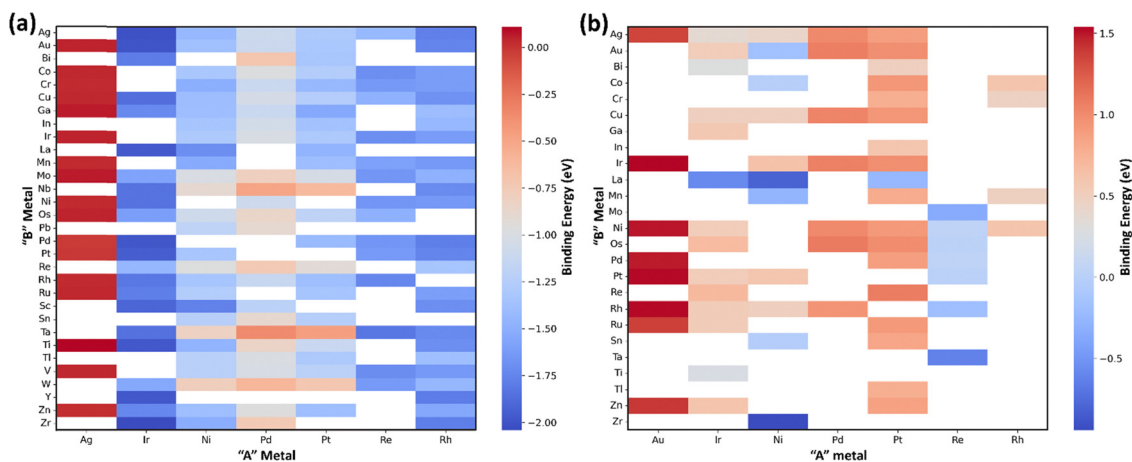 (a)
"B" Metal
Ag
Au
Bi
Co
Cr
Cu
Ga
In
Ir
La
Mn
Mo
Nb
Ni
Os
Pb
Pd
Pt
Re
Rh
Ru
Sc
Sn
Ta
Ti
Tl
V
W
Y
Zn
Zr
Ag Ir Ni Pd Pt Re Rh
"A" Metal
0.00
−0.25
−0.50
−0.75
−1.00
−1.25
−1.50
−1.75
−2.00
Binding Energy (eV)
(b)
"B" Metal
Ag
Au
Bi
Co
Cr
Cu
Ga
In
Ir
La
Mn
Mo
Ni
Os
Pd
Pt
Re
Rh
Ru
Sn
Ta
Ti
Tl
Zn
Zr
Au Ir Ni Pd Pt Re Rh
"A" metal
1.5
1.0
0.5
0.0
−0.5
Binding Energy (eV)